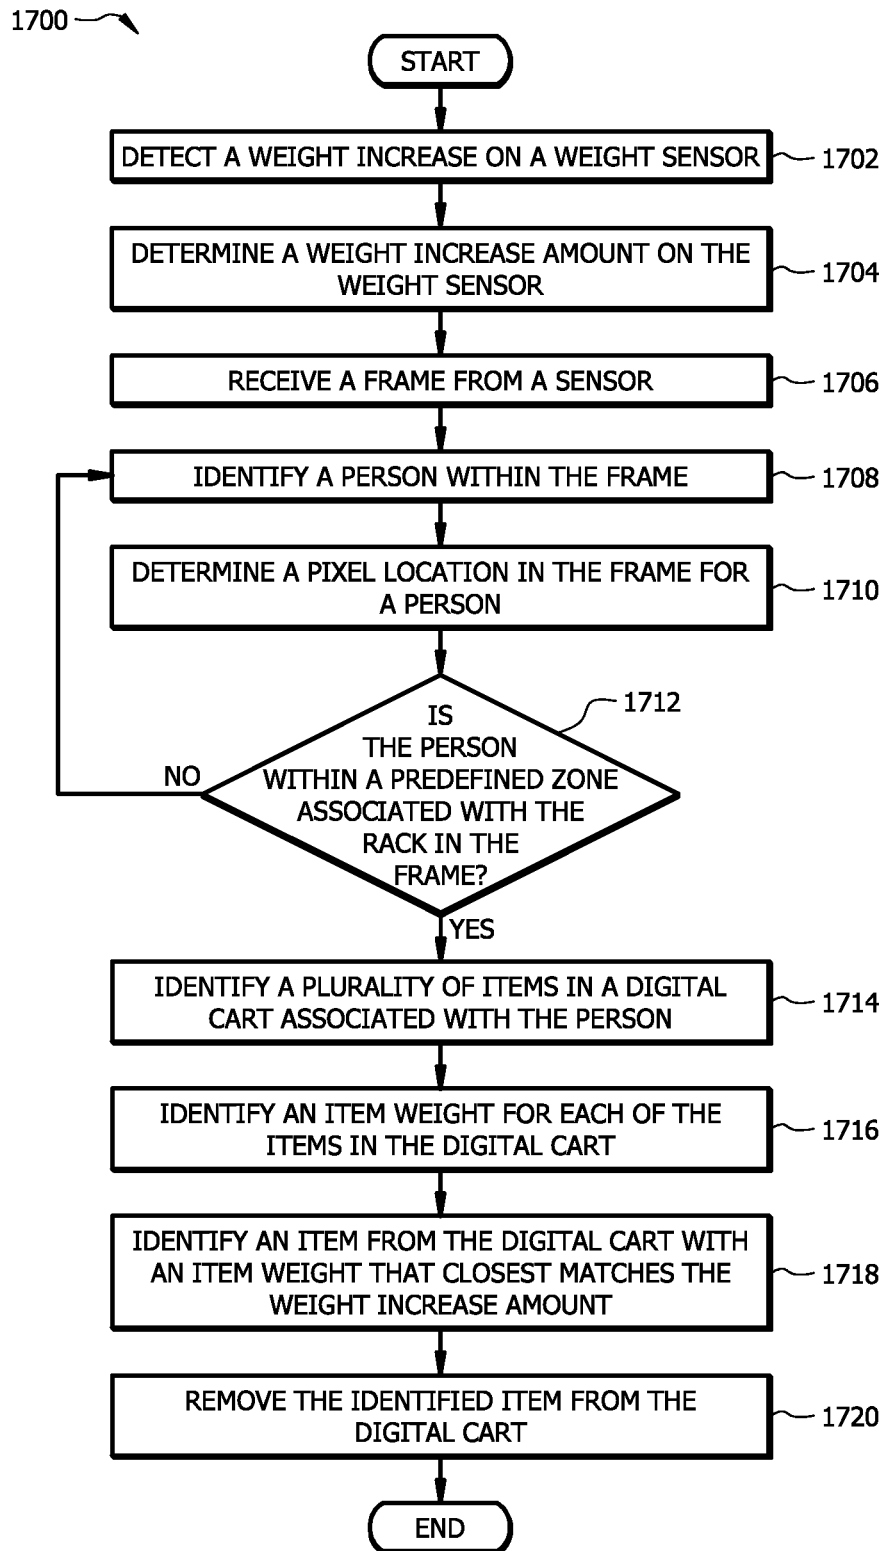 1700
START
DETECT A WEIGHT INCREASE ON A WEIGHT SENSOR
1702
DETERMINE A WEIGHT INCREASE AMOUNT ON THE
WEIGHT SENSOR
1704
RECEIVE A FRAME FROM A SENSOR
1706
IDENTIFY A PERSON WITHIN THE FRAME
1708
DETERMINE A PIXEL LOCATION IN THE FRAME FOR
A PERSON
1710
1712
IS
THE PERSON
WITHIN A PREDEFINED ZONE
ASSOCIATED WITH THE
RACK IN THE
FRAME?
NO
YES
IDENTIFY A PLURALITY OF ITEMS IN A DIGITAL
CART ASSOCIATED WITH THE PERSON
1714
IDENTIFY AN ITEM WEIGHT FOR EACH OF THE
ITEMS IN THE DIGITAL CART
1716
IDENTIFY AN ITEM FROM THE DIGITAL CART WITH
AN ITEM WEIGHT THAT CLOSEST MATCHES THE
WEIGHT INCREASE AMOUNT
1718
REMOVE THE IDENTIFIED ITEM FROM THE
DIGITAL CART
1720
END